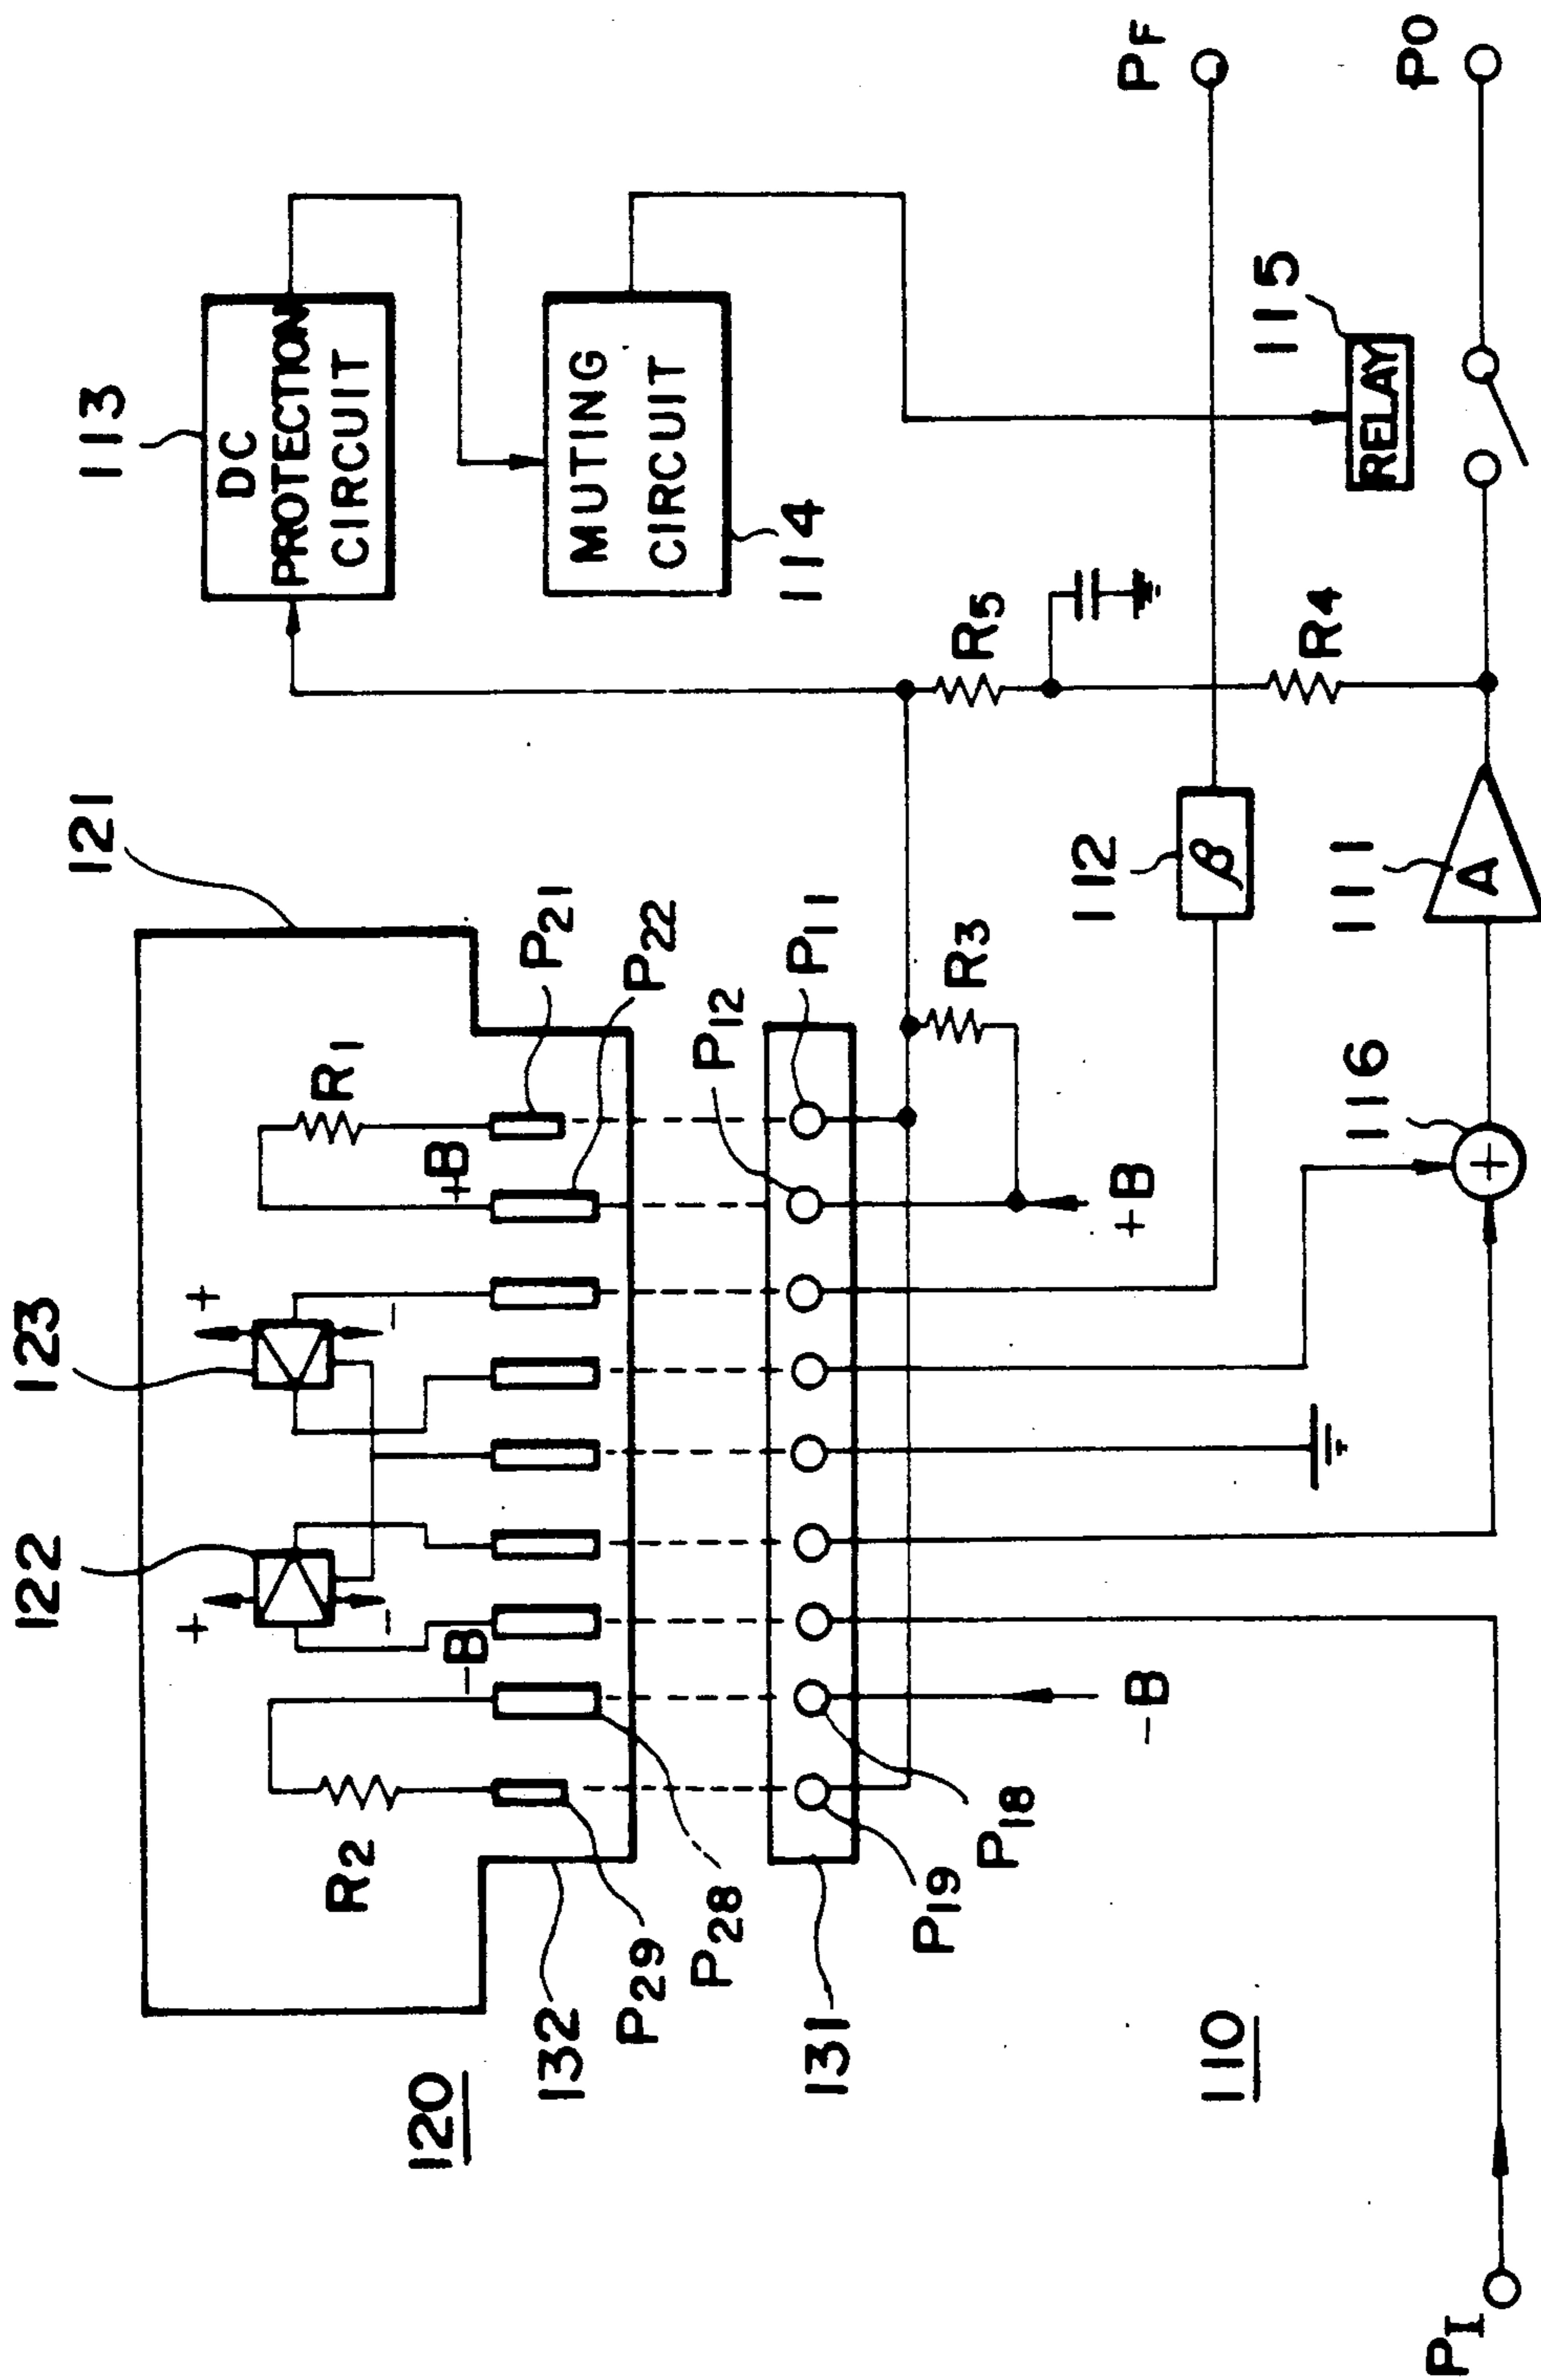 113
DC
PROTECTION
CIRCUIT
MUTING
CIRCUIT
114
PF
PO
115
RELAY
R5
R4
121
P21
P22
R1
+B
123
+
−
122
+
−
−B
R2
P29
P28
132
120
P12
P11
R3
112
β
111
A
116
+
+B
−B
P18
P19
131
110
PI